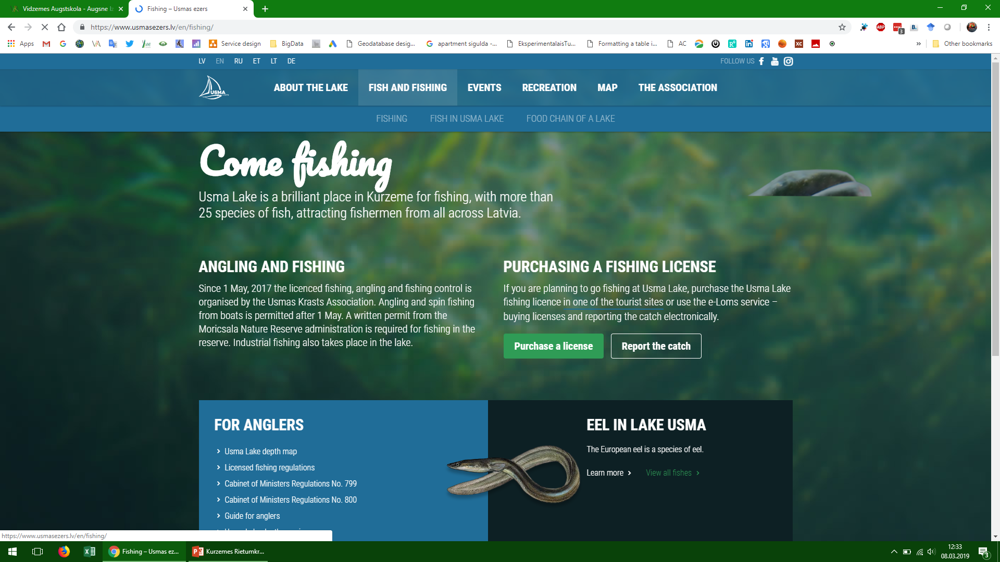 Vidzemes Augstskola - Augsne Iz
Fishing – Usmas ezers
https://www.usmasezers.lv/en/fishing/
Apps
Service design
BigData
Geodatabase desig...
apartment sigulda -...
EksperimentalaisTu...
Formatting a table i...
AC
Other bookmarks
LV EN RU ET LT DE
FOLLOW US
USMA
ABOUT THE LAKE
FISH AND FISHING
EVENTS
RECREATION
MAP
THE ASSOCIATION
FISHING
FISH IN USMA LAKE
FOOD CHAIN OF A LAKE
Come fishing
Usma Lake is a brilliant place in Kurzeme for fishing, with more than
25 species of fish, attracting fishermen from all across Latvia.
ANGLING AND FISHING
Since 1 May, 2017 the licenced fishing, angling and fishing control is
organised by the Usmas Krasts Association. Angling and spin fishing
from boats is permitted after 1 May. A written permit from the
Moricsala Nature Reserve administration is required for fishing in the
reserve. Industrial fishing also takes place in the lake.
PURCHASING A FISHING LICENSE
If you are planning to go fishing at Usma Lake, purchase the Usma Lake
fishing licence in one of the tourist sites or use the e-Loms service –
buying licenses and reporting the catch electronically.
Purchase a license
Report the catch
FOR ANGLERS
Usma Lake depth map
Licensed fishing regulations
Cabinet of Ministers Regulations No. 799
Cabinet of Ministers Regulations No. 800
Guide for anglers
EEL IN LAKE USMA
The European eel is a species of eel.
Learn more
View all fishes
https://www.usmasezers.lv/en/fishing/
Fishing – Usmas ez...
Kurzemes Rietumkr...
12:33
08.03.2019
3